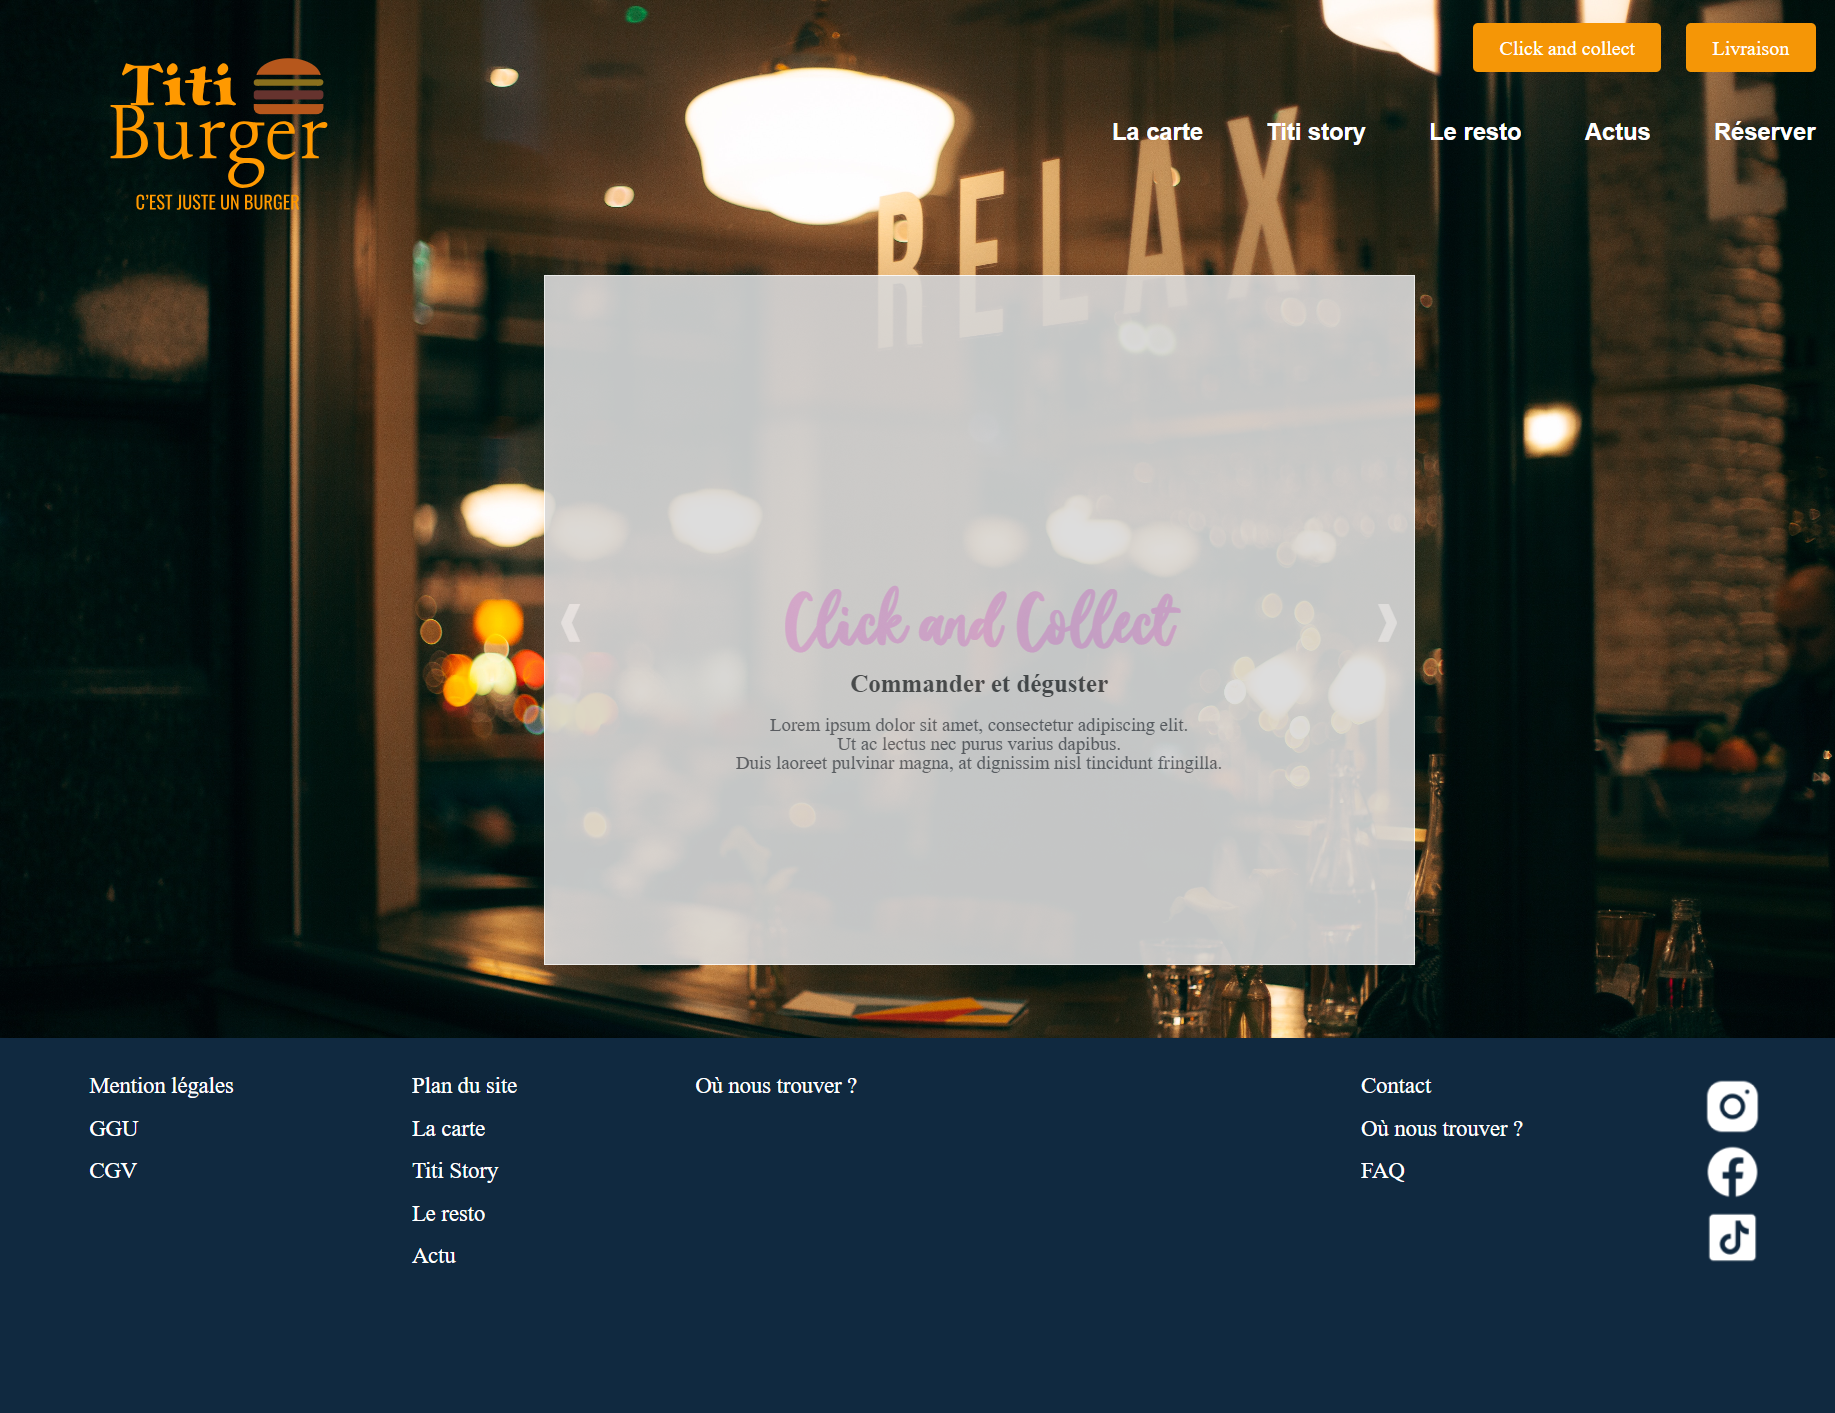 Click and collect
Livraison
Titi
Burger
C'EST JUSTE UN BURGER
La carte
Titi story
Le resto
Actus
Réserver
RELAX
E
Click and Collect
Commander et déguster
Lorem ipsum dolor sit amet, consectetur adipiscing elit.
Ut ac lectus nec purus varius dapibus.
Duis laoreet pulvinar magna, at dignissim nisl tincidunt fringilla.
Mention légales
GGU
CGV
Plan du site
La carte
Titi Story
Le resto
Actu
Où nous trouver ?
Contact
Où nous trouver ?
FAQ